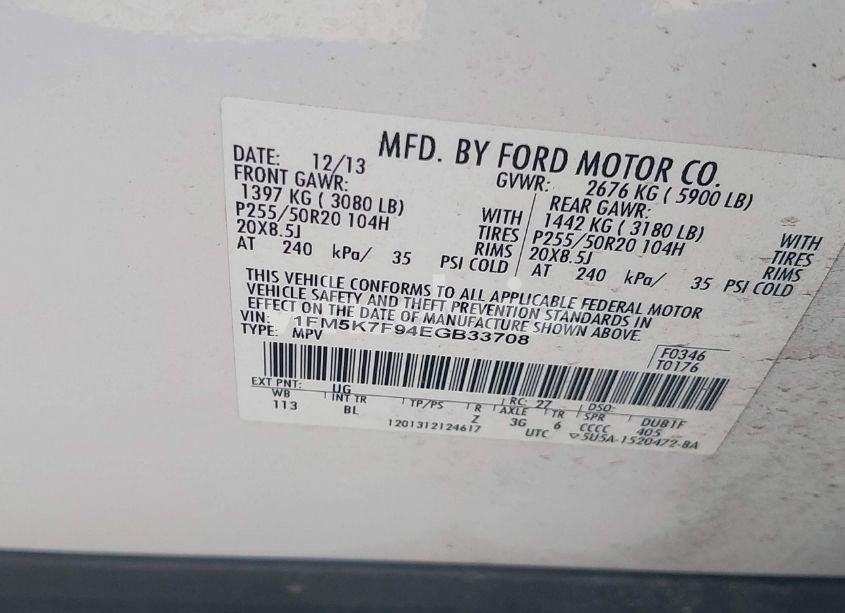 MFD. BY FORD MOTOR CO.
DATE: 12/13
GVWR: 2676 KG ( 5900 LB)
FRONT GAWR:
1397 KG ( 3080 LB)
P255/50R20 104H
20X8.5J
AT 240 kPa/ 35 PSI COLD
WITH
TIRES
RIMS
REAR GAWR:
1442 KG ( 3180 LB)
P255/50R20 104H
20X8.5J
AT 240 kPa/ 35 PSI COLD
WITH
TIRES
RIMS
THIS VEHICLE CONFORMS TO ALL APPLICABLE FEDERAL MOTOR
VEHICLE SAFETY AND THEFT PREVENTION STANDARDS IN
EFFECT ON THE DATE OF MANUFACTURE SHOWN ABOVE.
VIN: 1FM5K7F94EGB33708
TYPE: MPV
F0346
T0176
EXT PNT: UG RC: 27 DSO:
WB INT TR TP/PS R AXLE TR SPR DUB1F
113 BL Z 3G 6 CCCC 405
1201312124617 UTC ▽5U5A-1520472-BA